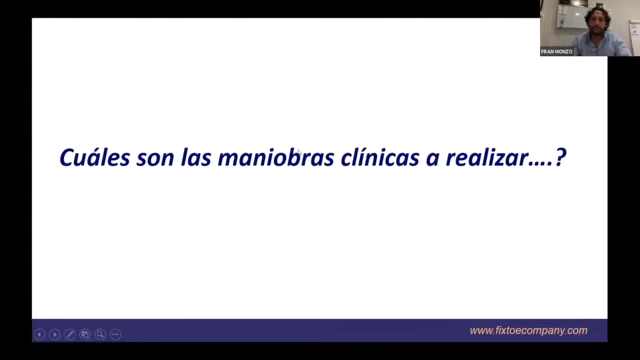 FRAN MONZO
Cuáles son las maniobras clínicas a realizar….?
www.fixtoecompany.com